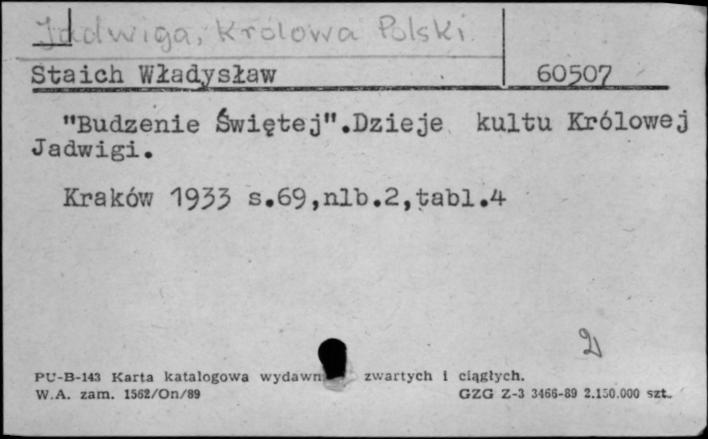 Jadwiga, Królowa Polski.
Staich Władysław 60507
"Budzenie Świętej".Dzieje kultu Królowej
Jadwigi.
Kraków 1933 s.69,nlb.2,tabl.4
PU-B-143 Karta katalogowa zwartych i ciągłych.
W.A. zam. 1562/On/89 GZG Z-3 3466-89 2.150.000 szt.